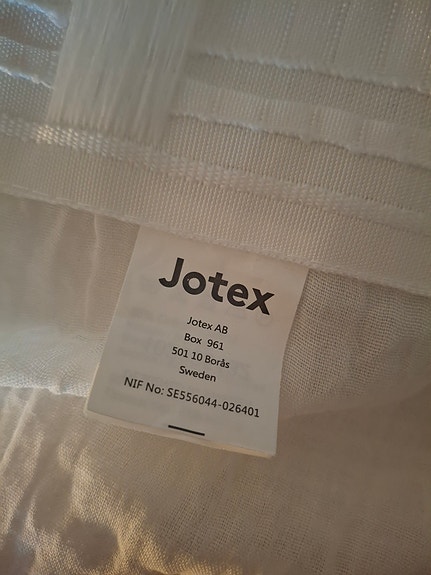 Jotex
Jotex AB
Box 961
501 10 Borås
Sweden
NIF No: SE556044-026401